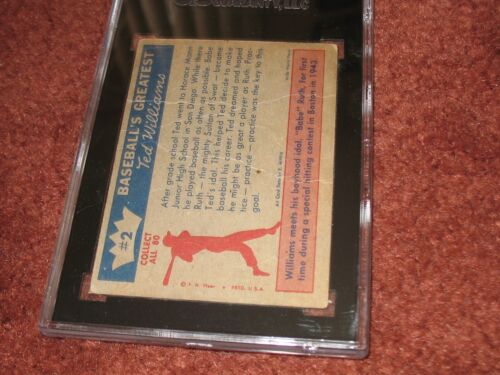 #2
COLLECT
ALL 80
BASEBALL'S GREATEST
Ted Williams
After grade school Ted went to Horace Mann
Junior High School in San Diego. While there
he played baseball as often as possible. Babe
Ruth — the mighty Sultan of Swat — became
Ted's idol. This helped Ted decide to make
baseball his career. Ted dreamed and hoped
he might be as great a player as Ruth. Prac-
tice — practice — practice was the key to this
goal.
PRTD. U.S.A.
Williams meets his boyhood idol, "Babe" Ruth, for first
time during a special hitting contest in Boston in 1943.